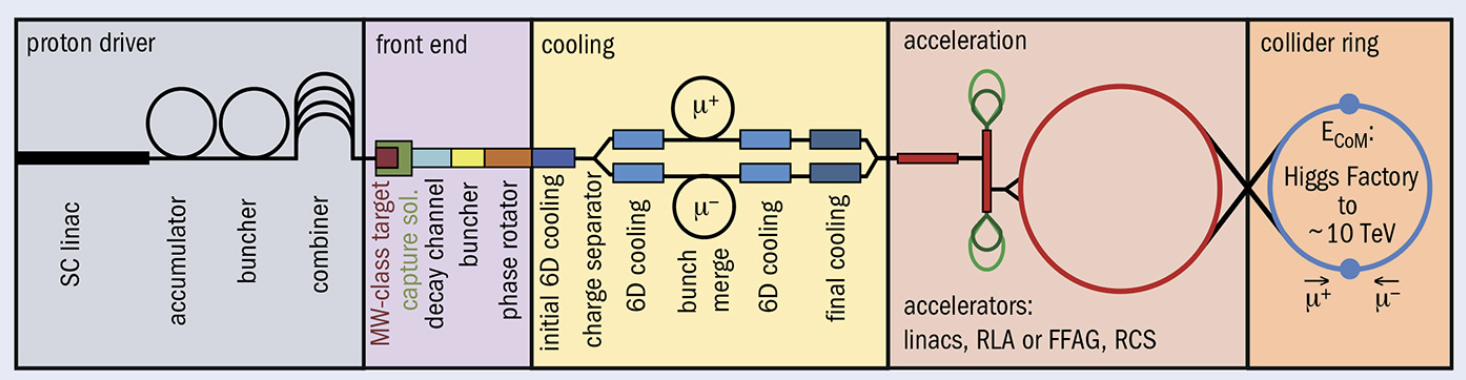 proton driver
SC linac
accumulator
buncher
combiner
front end
MW-class target
capture sol.
decay channel
buncher
phase rotator
cooling
μ+
μ−
initial 6D cooling
charge separator
6D cooling
bunch
merge
6D cooling
final cooling
acceleration
accelerators:
linacs, RLA or FFAG, RCS
collider ring
ECoM:
Higgs Factory
to
~10 TeV
→ ←
μ+ μ−